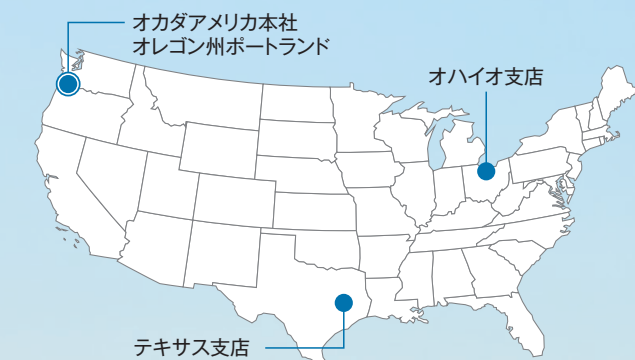 オカダアメリカ本社
オレゴン州ポートランド
オハイオ支店
テキサス支店